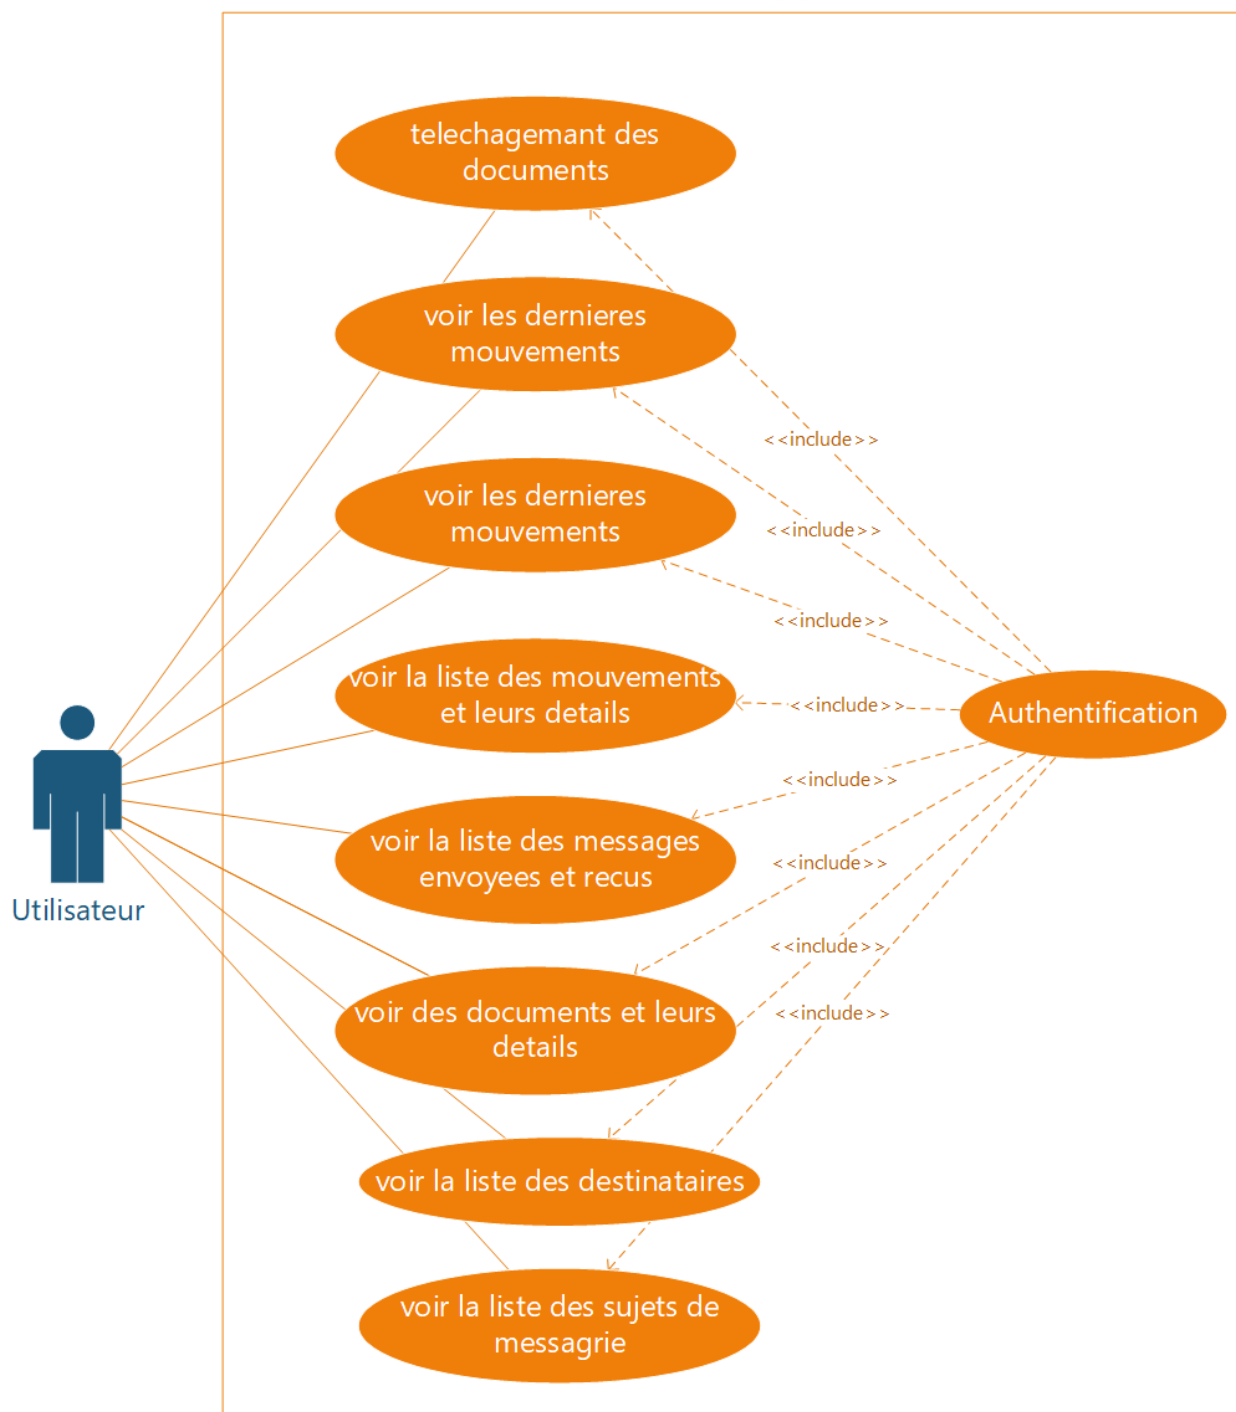 telechagemant des
documents
voir les dernieres
mouvements
<<include>>
voir les dernieres
mouvements
<<include>>
<<include>>
voir la liste des mouvements
et leurs details
<<include>>
Authentification
<<include>>
voir la liste des messages
envoyees et recus
<<include>>
Utilisateur
<<include>>
voir des documents et leurs
details
<<include>>
voir la liste des destinataires
voir la liste des sujets de
messagrie